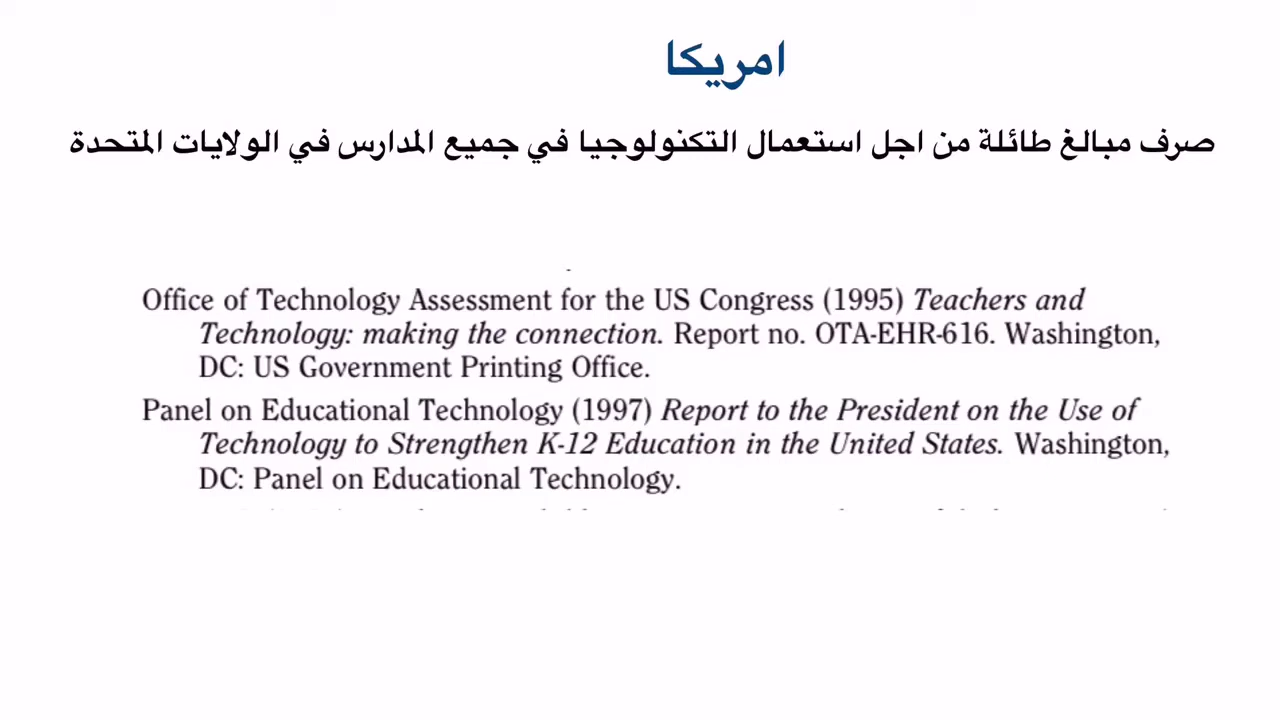 امريكا
صرف مبالغ طائلة من اجل استعمال التكنولوجيا في جميع المدارس في الولايات المتحدة
Office of Technology Assessment for the US Congress (1995) Teachers and
Technology: making the connection. Report no. OTA-EHR-616. Washington,
DC: US Government Printing Office.
Panel on Educational Technology (1997) Report to the President on the Use of
Technology to Strengthen K-12 Education in the United States. Washington,
DC: Panel on Educational Technology.